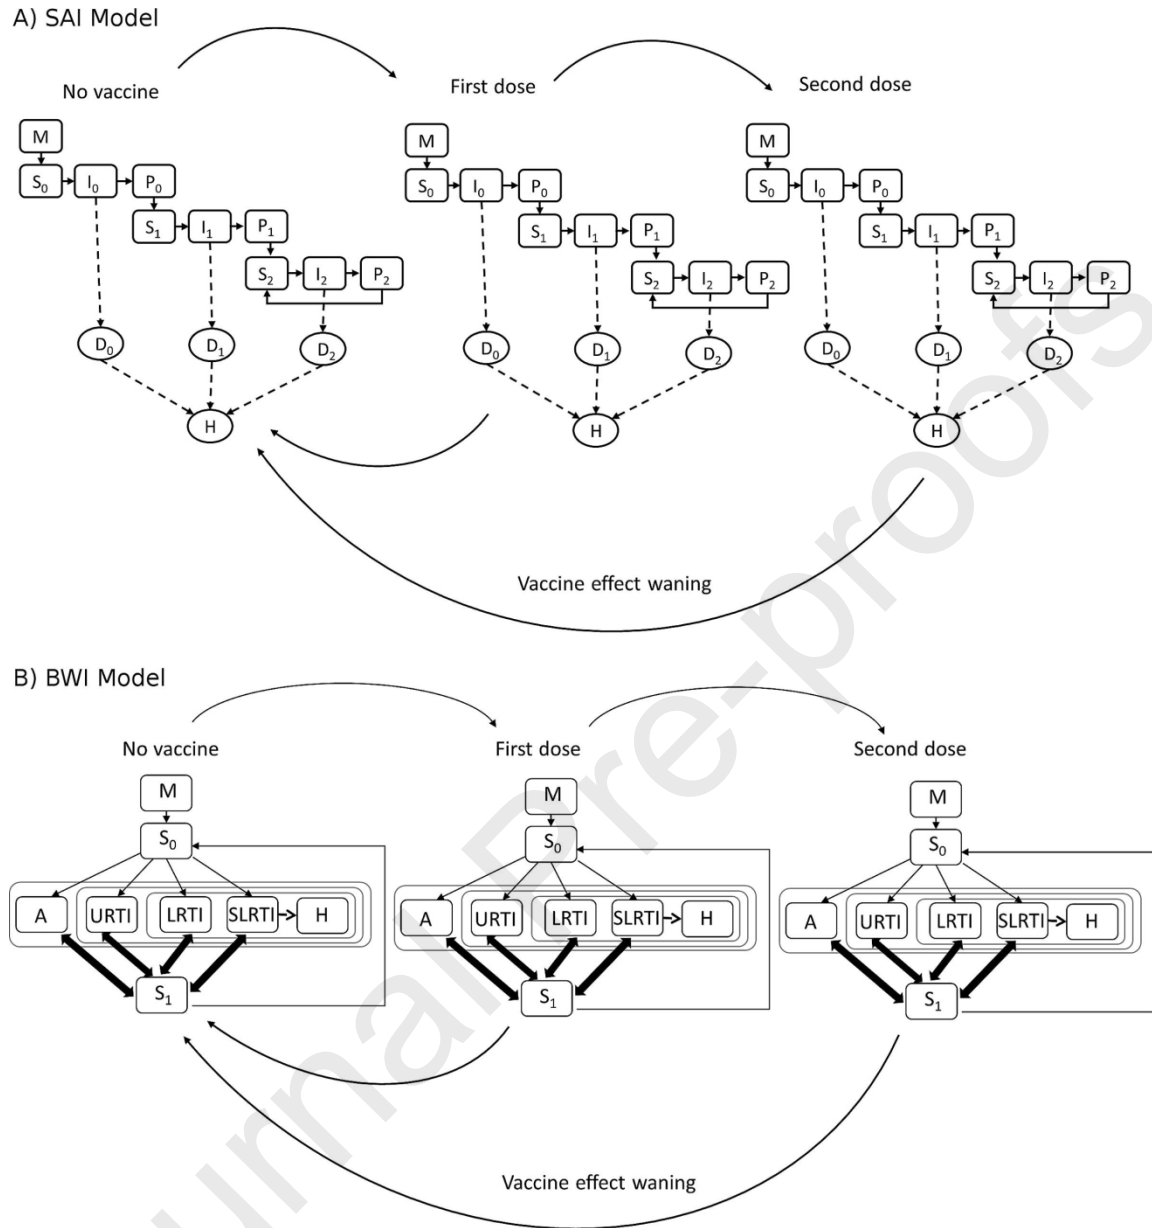 A) SAI Model
No vaccine
First dose
Second dose
M
S0 I0 P0
S1 I1 P1
S2 I2 P2
D0 D1 D2
H
M
S0 I0 P0
S1 I1 P1
S2 I2 P2
D0 D1 D2
H
M
S0 I0 P0
S1 I1 P1
S2 I2 P2
D0 D1 D2
H
Vaccine effect waning
B) BWI Model
No vaccine
First dose
Second dose
M
S0
A URTI LRTI SLRTI H
S1
M
S0
A URTI LRTI SLRTI H
S1
M
S0
A URTI LRTI SLRTI H
S1
Vaccine effect waning
urnal Pre-proofs